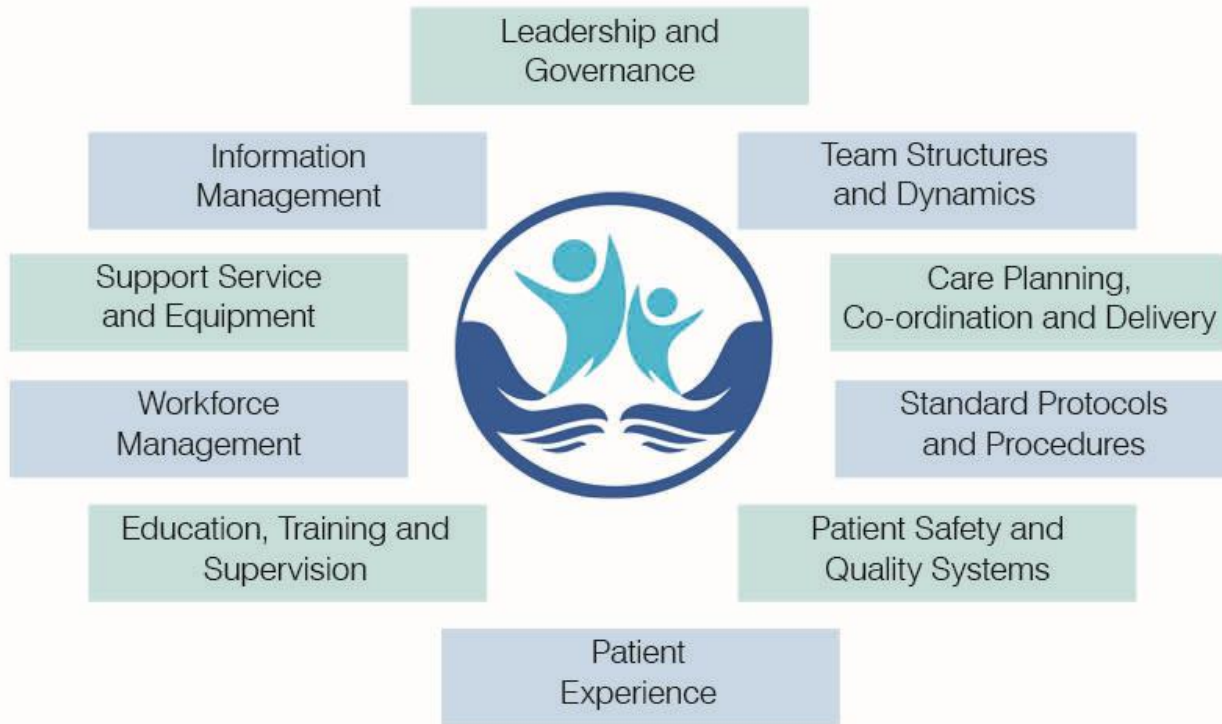 Leadership and
Governance
Information
Management
Team Structures
and Dynamics
Support Service
and Equipment
Care Planning,
Co-ordination and Delivery
Workforce
Management
Standard Protocols
and Procedures
Education, Training and
Supervision
Patient Safety and
Quality Systems
Patient
Experience